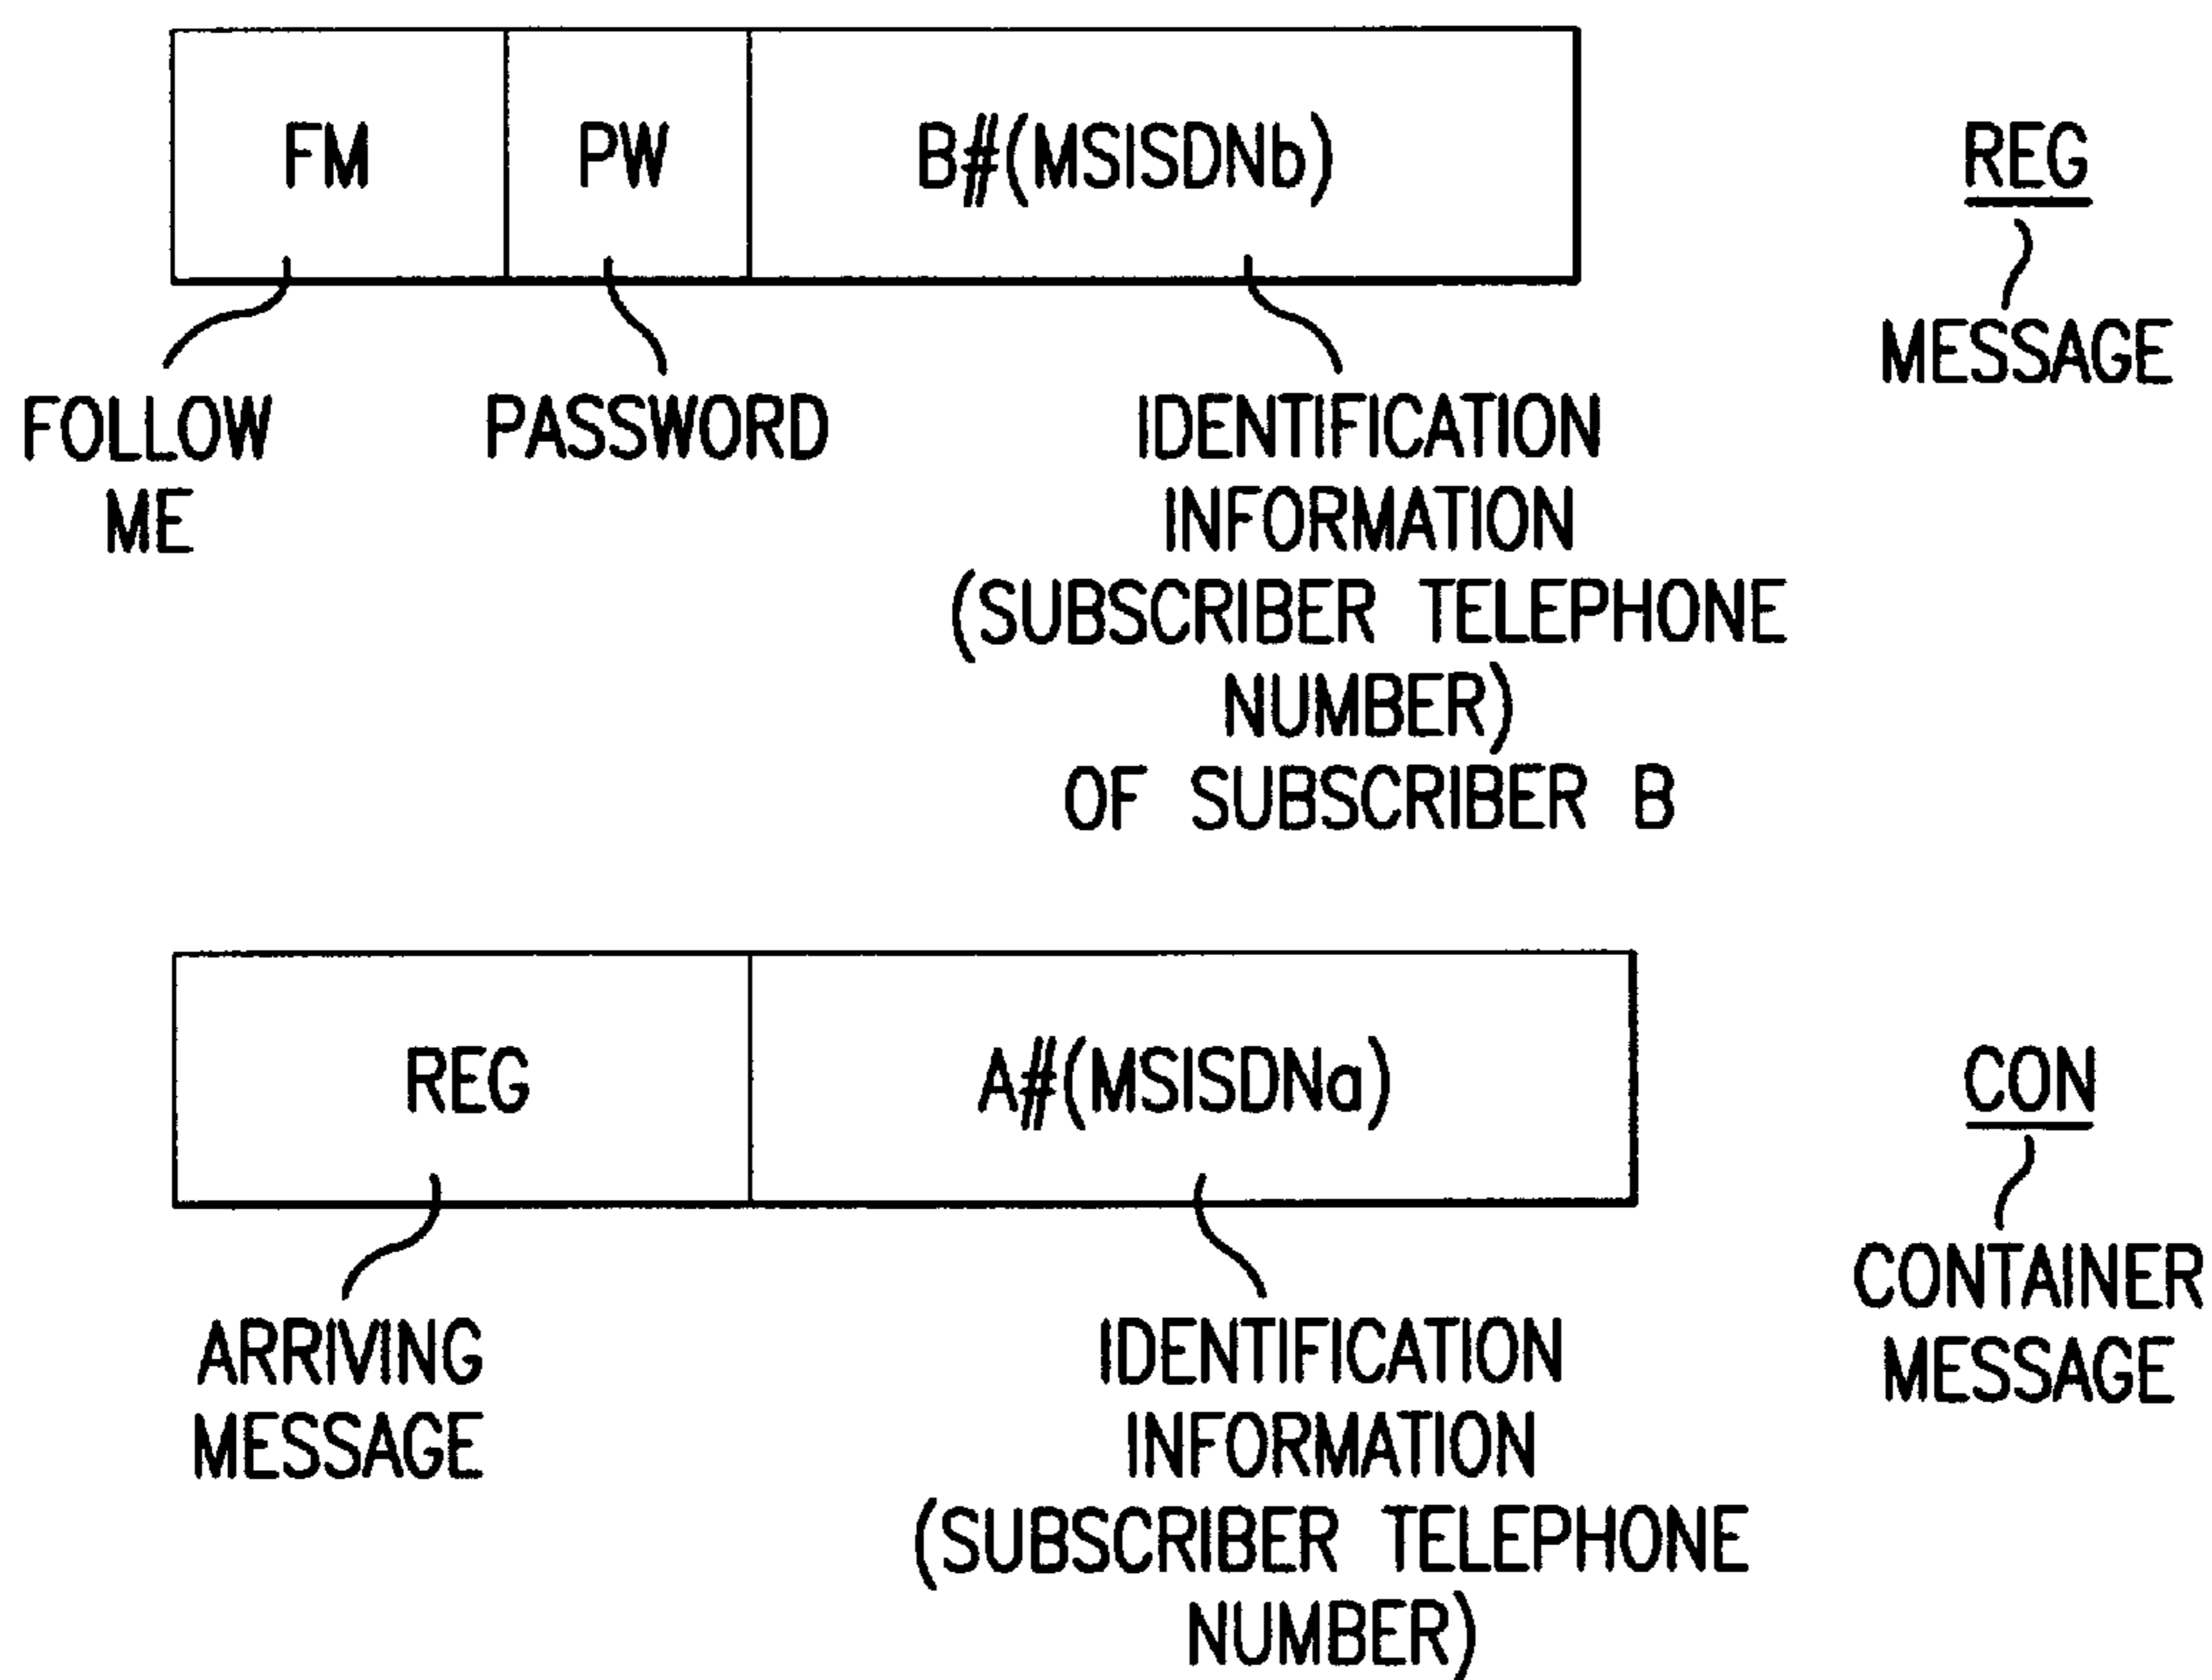 FM PW B#(MSISDNb) REG
MESSAGE
FOLLOW
ME
PASSWORD
IDENTIFICATION
INFORMATION
(SUBSCRIBER TELEPHONE
NUMBER)
OF SUBSCRIBER B
REG A#(MSISDNa) CON
CONTAINER
MESSAGE
ARRIVING
MESSAGE
IDENTIFICATION
INFORMATION
(SUBSCRIBER TELEPHONE
NUMBER)